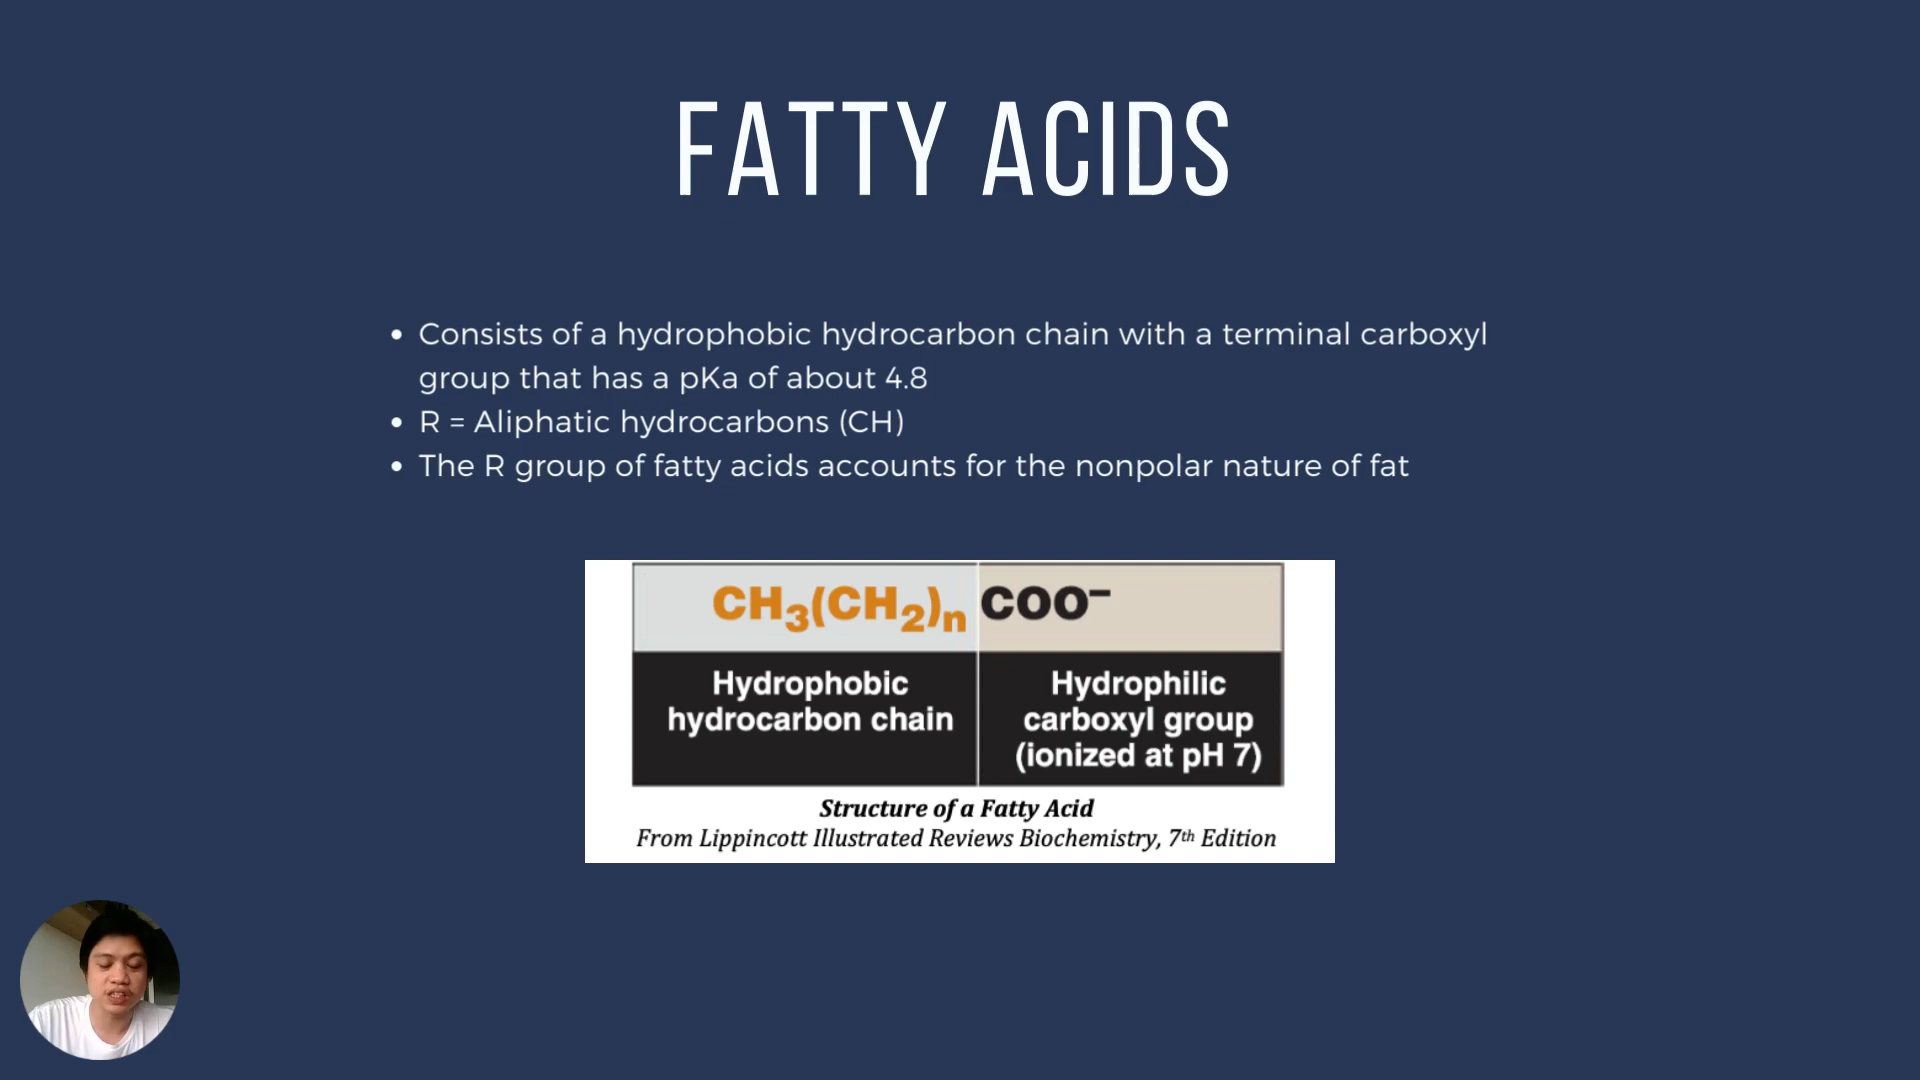 FATTY ACIDS
• Consists of a hydrophobic hydrocarbon chain with a terminal carboxyl
group that has a pKa of about 4.8
• R = Aliphatic hydrocarbons (CH)
• The R group of fatty acids accounts for the nonpolar nature of fat
CH₃(CH₂)ₙ COO⁻
Hydrophobic
hydrocarbon chain
Hydrophilic
carboxyl group
(ionized at pH 7)
Structure of a Fatty Acid
From Lippincott Illustrated Reviews Biochemistry, 7th Edition